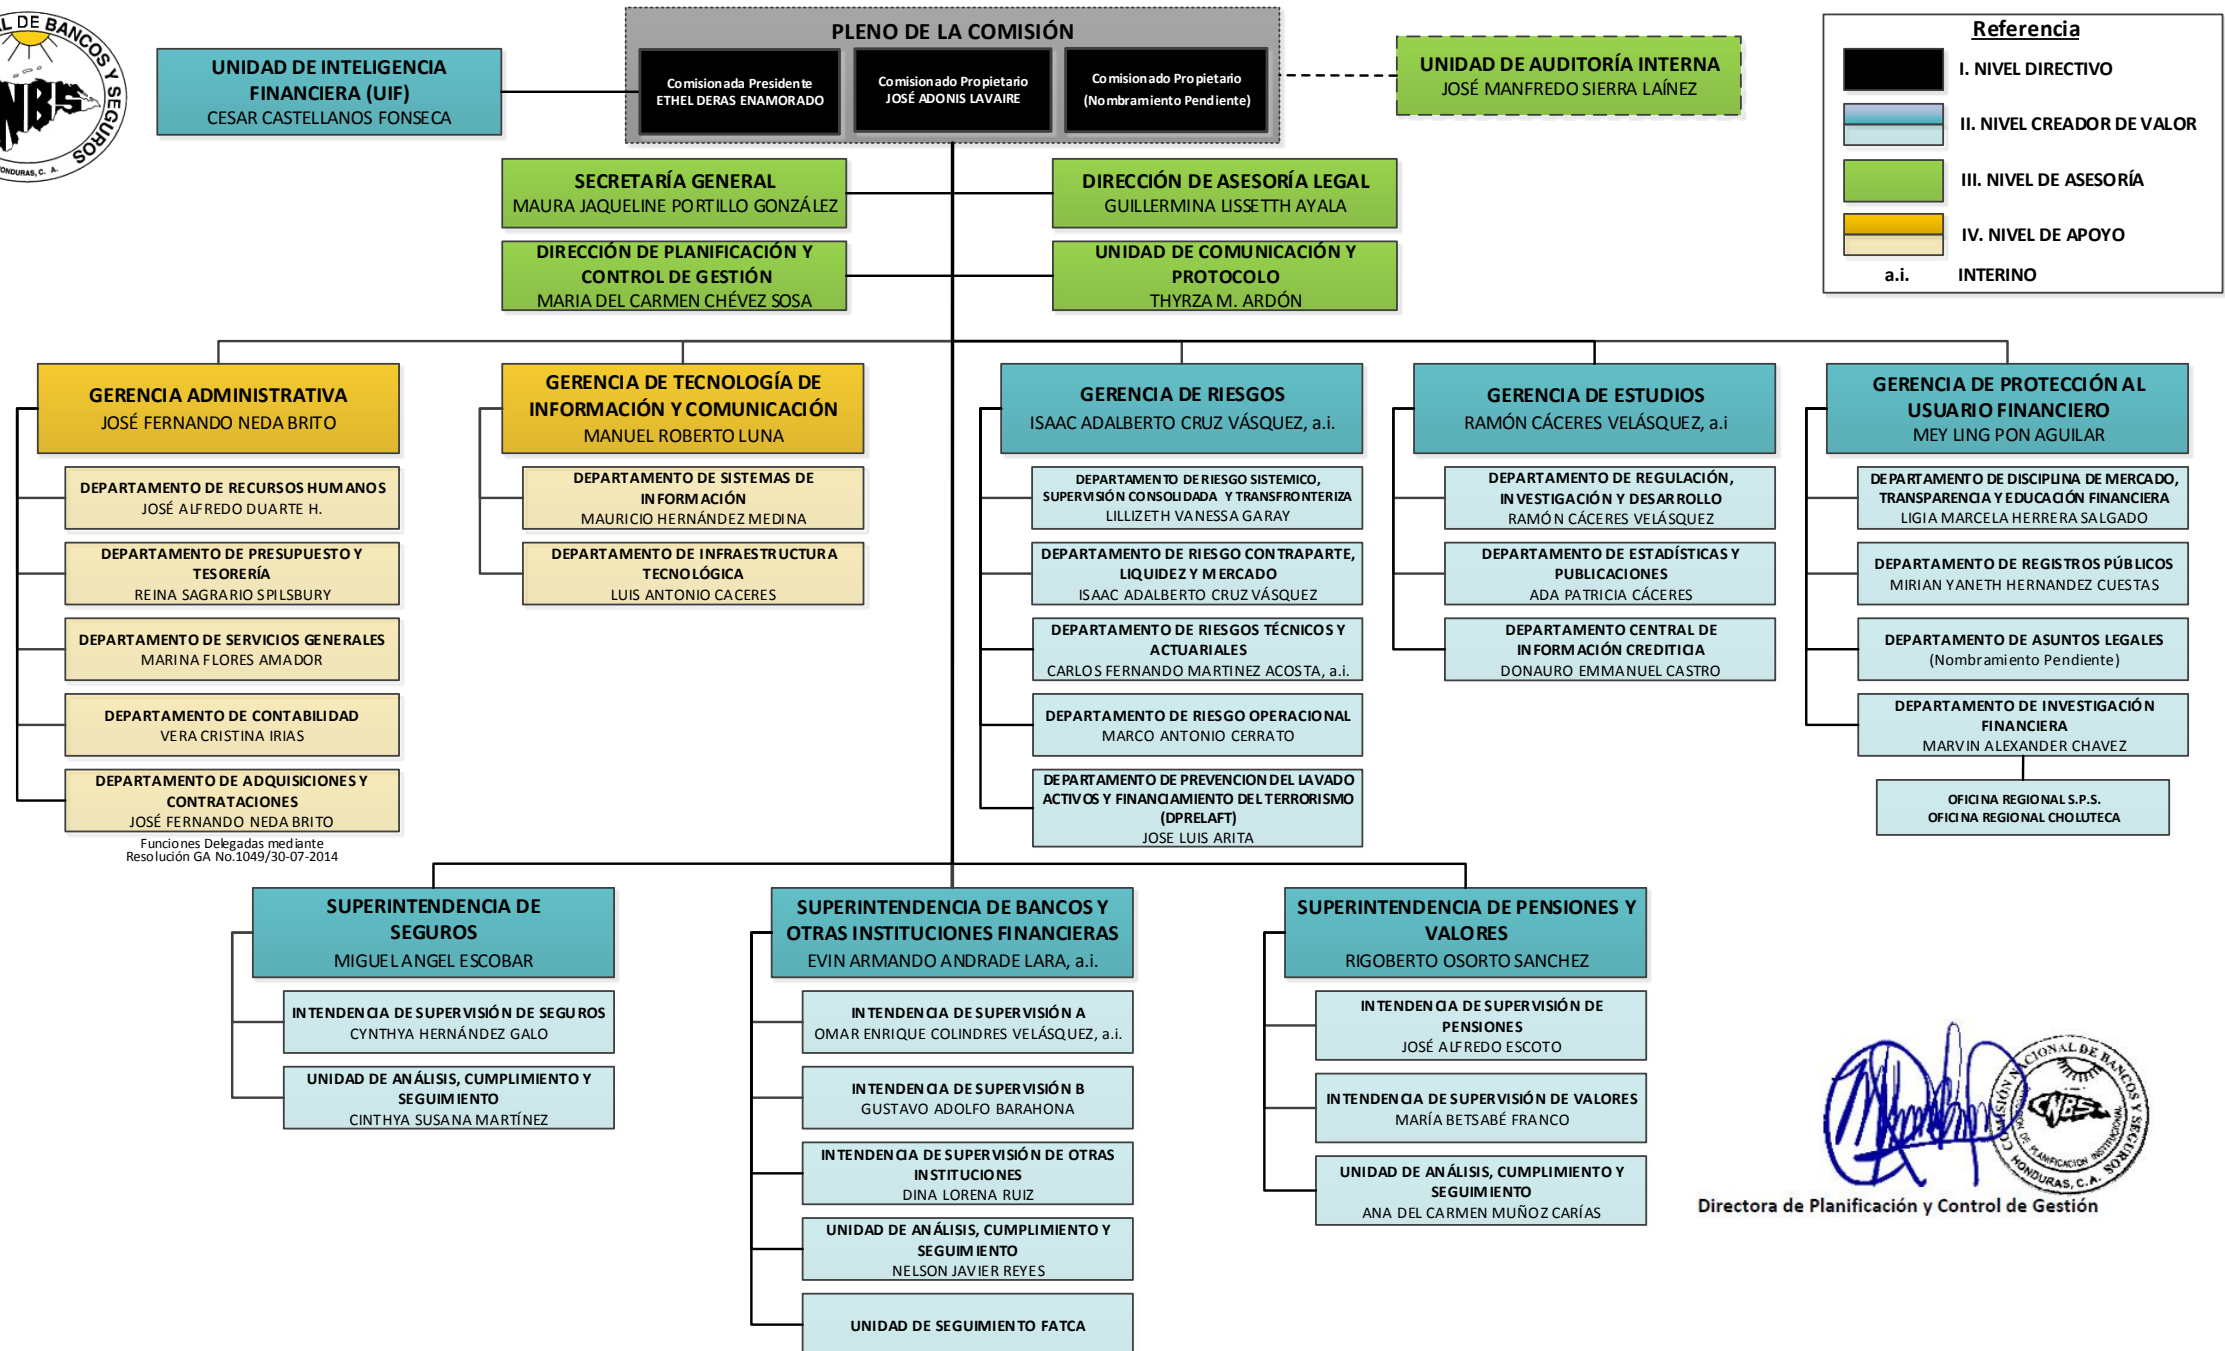 AL DE BANCOS Y SEGUROS
CNBS
HONDURAS, C. A.
UNIDAD DE INTELIGENCIA
FINANCIERA (UIF)
CESAR CASTELLANOS FONSECA
PLENO DE LA COMISIÓN
Comisionada Presidente
ETHEL DERAS ENAMORADO
Comisionado Propietario
JOSÉ ADONIS LAVAIRE
Comisionado Propietario
(Nombramiento Pendiente)
UNIDAD DE AUDITORÍA INTERNA
JOSÉ MANFREDO SIERRA LAÍNEZ
Referencia
I. NIVEL DIRECTIVO
II. NIVEL CREADOR DE VALOR
III. NIVEL DE ASESORÍA
IV. NIVEL DE APOYO
a.i. INTERINO
SECRETARÍA GENERAL
MAURA JAQUELINE PORTILLO GONZÁLEZ
DIRECCIÓN DE ASESORÍA LEGAL
GUILLERMINA LISSETTH AYALA
DIRECCIÓN DE PLANIFICACIÓN Y
CONTROL DE GESTIÓN
MARIA DEL CARMEN CHÉVEZ SOSA
UNIDAD DE COMUNICACIÓN Y
PROTOCOLO
THYRZA M. ARDÓN
GERENCIA ADMINISTRATIVA
JOSÉ FERNANDO NEDA BRITO
DEPARTAMENTO DE RECURSOS HUMANOS
JOSÉ ALFREDO DUARTE H.
DEPARTAMENTO DE PRESUPUESTO Y
TESORERÍA
REINA SAGRARIO SPILSBURY
DEPARTAMENTO DE SERVICIOS GENERALES
MARINA FLORES AMADOR
DEPARTAMENTO DE CONTABILIDAD
VERA CRISTINA IRIAS
DEPARTAMENTO DE ADQUISICIONES Y
CONTRATACIONES
JOSÉ FERNANDO NEDA BRITO
Funciones Delegadas mediante
Resolución GA No.1049/30-07-2014
GERENCIA DE TECNOLOGÍA DE
INFORMACIÓN Y COMUNICACIÓN
MANUEL ROBERTO LUNA
DEPARTAMENTO DE SISTEMAS DE
INFORMACIÓN
MAURICIO HERNÁNDEZ MEDINA
DEPARTAMENTO DE INFRAESTRUCTURA
TECNOLÓGICA
LUIS ANTONIO CACERES
GERENCIA DE RIESGOS
ISAAC ADALBERTO CRUZ VÁSQUEZ, a.i.
DEPARTAMENTO DE RIESGO SISTEMICO,
SUPERVISIÓN CONSOLIDADA Y TRANSFRONTERIZA
LILLIZETH VANESSA GARAY
DEPARTAMENTO DE RIESGO CONTRAPARTE,
LIQUIDEZ Y MERCADO
ISAAC ADALBERTO CRUZ VÁSQUEZ
DEPARTAMENTO DE RIESGOS TÉCNICOS Y
ACTUARIALES
CARLOS FERNANDO MARTINEZ ACOSTA, a.i.
DEPARTAMENTO DE RIESGO OPERACIONAL
MARCO ANTONIO CERRATO
DEPARTAMENTO DE PREVENCION DEL LAVADO
ACTIVOS Y FINANCIAMIENTO DEL TERRORISMO
(DPRELAFT)
JOSE LUIS ARITA
GERENCIA DE ESTUDIOS
RAMÓN CÁCERES VELÁSQUEZ, a.i
DEPARTAMENTO DE REGULACIÓN,
INVESTIGACIÓN Y DESARROLLO
RAMÓN CÁCERES VELÁSQUEZ
DEPARTAMENTO DE ESTADÍSTICAS Y
PUBLICACIONES
ADA PATRICIA CÁCERES
DEPARTAMENTO CENTRAL DE
INFORMACIÓN CREDITICIA
DONAURO EMMANUEL CASTRO
GERENCIA DE PROTECCIÓN AL
USUARIO FINANCIERO
MEY LING PON AGUILAR
DEPARTAMENTO DE DISCIPLINA DE MERCADO,
TRANSPARENCIA Y EDUCACIÓN FINANCIERA
LIGIA MARCELA HERRERA SALGADO
DEPARTAMENTO DE REGISTROS PÚBLICOS
MIRIAN YANETH HERNANDEZ CUESTAS
DEPARTAMENTO DE ASUNTOS LEGALES
(Nombramiento Pendiente)
DEPARTAMENTO DE INVESTIGACIÓN
FINANCIERA
MARVIN ALEXANDER CHAVEZ
OFICINA REGIONAL S.P.S.
OFICINA REGIONAL CHOLUTECA
SUPERINTENDENCIA DE
SEGUROS
MIGUEL ANGEL ESCOBAR
INTENDENCIA DE SUPERVISIÓN DE SEGUROS
CYNTHYA HERNÁNDEZ GALO
UNIDAD DE ANÁLISIS, CUMPLIMIENTO Y
SEGUIMIENTO
CINTHYA SUSANA MARTÍNEZ
SUPERINTENDENCIA DE BANCOS Y
OTRAS INSTITUCIONES FINANCIERAS
EVIN ARMANDO ANDRADE LARA, a.i.
INTENDENCIA DE SUPERVISIÓN A
OMAR ENRIQUE COLINDRES VELÁSQUEZ, a.i.
INTENDENCIA DE SUPERVISIÓN B
GUSTAVO ADOLFO BARAHONA
INTENDENCIA DE SUPERVISIÓN DE OTRAS
INSTITUCIONES
DINA LORENA RUIZ
UNIDAD DE ANÁLISIS, CUMPLIMIENTO Y
SEGUIMIENTO
NELSON JAVIER REYES
UNIDAD DE SEGUIMIENTO FATCA
SUPERINTENDENCIA DE PENSIONES Y
VALORES
RIGOBERTO OSORTO SANCHEZ
INTENDENCIA DE SUPERVISIÓN DE
PENSIONES
JOSÉ ALFREDO ESCOTO
INTENDENCIA DE SUPERVISIÓN DE VALORES
MARÍA BETSABÉ FRANCO
UNIDAD DE ANÁLISIS, CUMPLIMIENTO Y
SEGUIMIENTO
ANA DEL CARMEN MUÑOZ CARÍAS
COMISIÓN NACIONAL DE BANCOS Y SEGUROS
CNBS
DE PLANIFICACION INSTITUCIONAL
HONDURAS, C.A.
Directora de Planificación y Control de Gestión